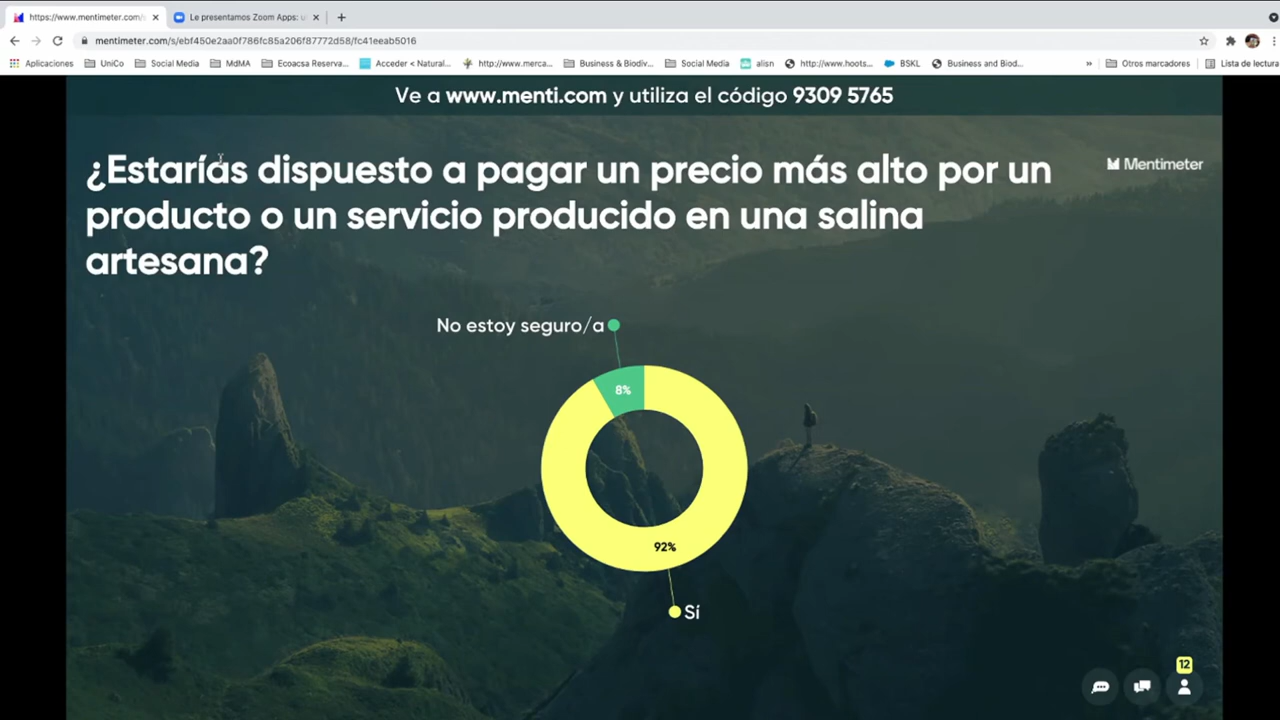 https://www.mentimeter.com/s
Le presentamos Zoom Apps: u
mentimeter.com/s/ebf450e2aa0f786fc85a206f87772d58/fc41eeab5016
Aplicaciones UniCo Social Media MdMA Ecoacsa Reserva... Acceder < Natural... http://www.merca... Business & Biodiv... Social Media alisn http://www.hoots... BSKL Business and Biod... » Otros marcadores Lista de lectura
Ve a www.menti.com y utiliza el código 9309 5765
¿Estarías dispuesto a pagar un precio más alto por un
producto o un servicio producido en una salina
artesana?
Mentimeter
No estoy seguro/a
8%
92%
Sí
12